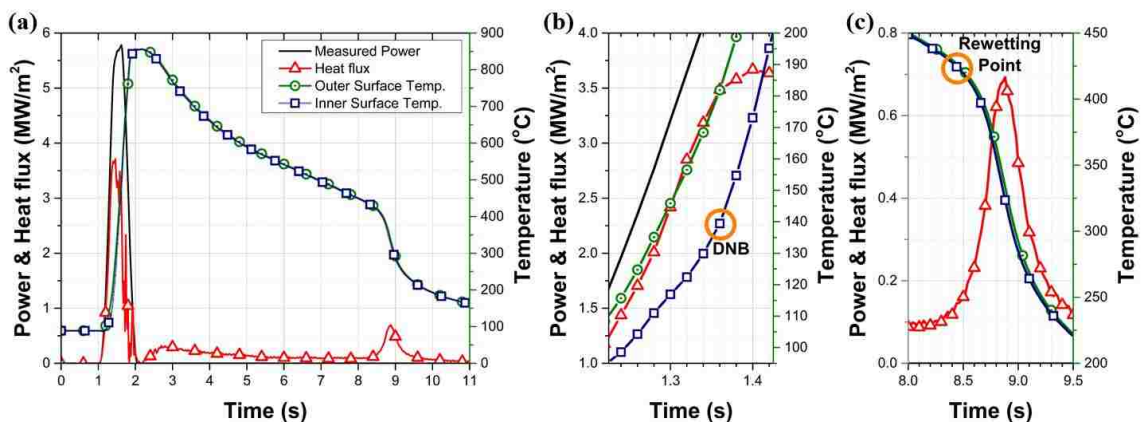 (a)
Power & Heat flux (MW/m²)
6
5
4
3
2
1
0
Measured Power
Heat flux
Outer Surface Temp.
Inner Surface Temp.
900
800
700
600
500
400
300
200
100
0
Temperature (°C)
0 1 2 3 4 5 6 7 8 9 10 11
Time (s)
(b)
Power & Heat flux (MW/m²)
4.0
3.5
3.0
2.5
2.0
1.5
1.0
DNB
200
190
180
170
160
150
140
130
120
110
100
Temperature (°C)
1.3 1.4
Time (s)
(c)
Power & Heat flux (MW/m²)
0.8
0.6
0.4
0.2
0.0
Rewetting
Point
450
400
350
300
250
200
Temperature (°C)
8.0 8.5 9.0 9.5
Time (s)